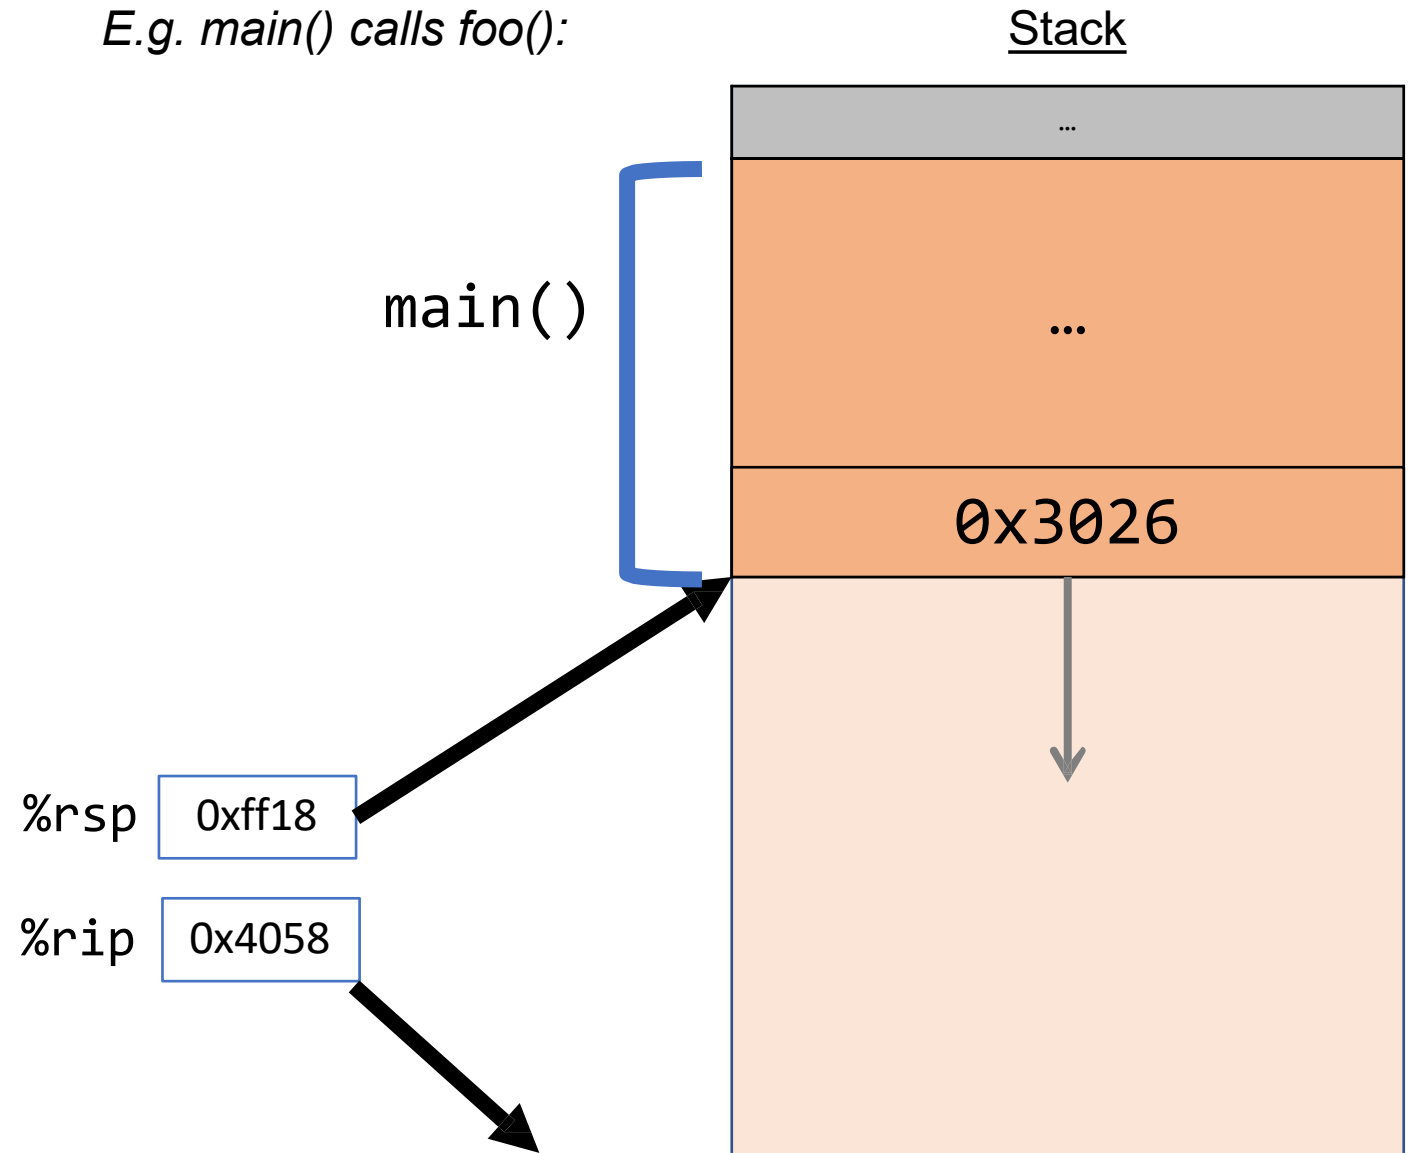 E.g. main() calls foo():
Stack
…
main()
…
0x3026
%rsp
0xff18
%rip
0x4058